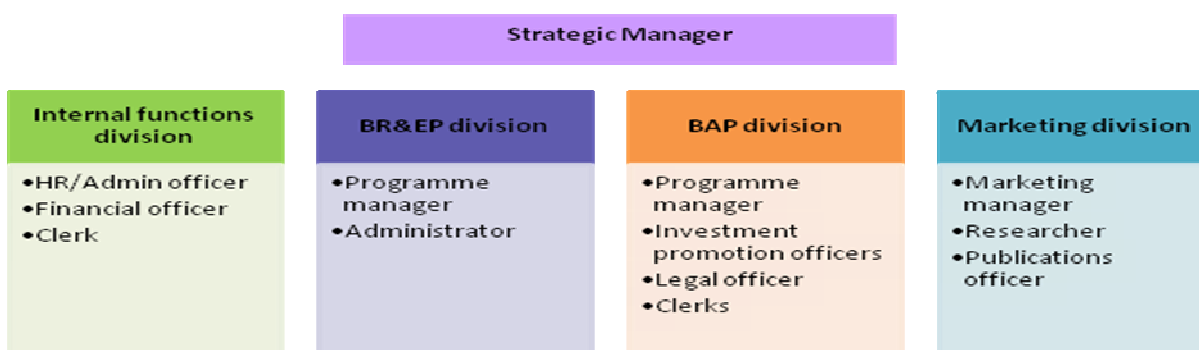 Strategic Manager
Internal functions
division
•HR/Admin officer
•Financial officer
•Clerk
BR&EP division
•Programme
manager
•Administrator
BAP division
•Programme
manager
•Investment
promotion officers
•Legal officer
•Clerks
Marketing division
•Marketing
manager
•Researcher
•Publications
officer